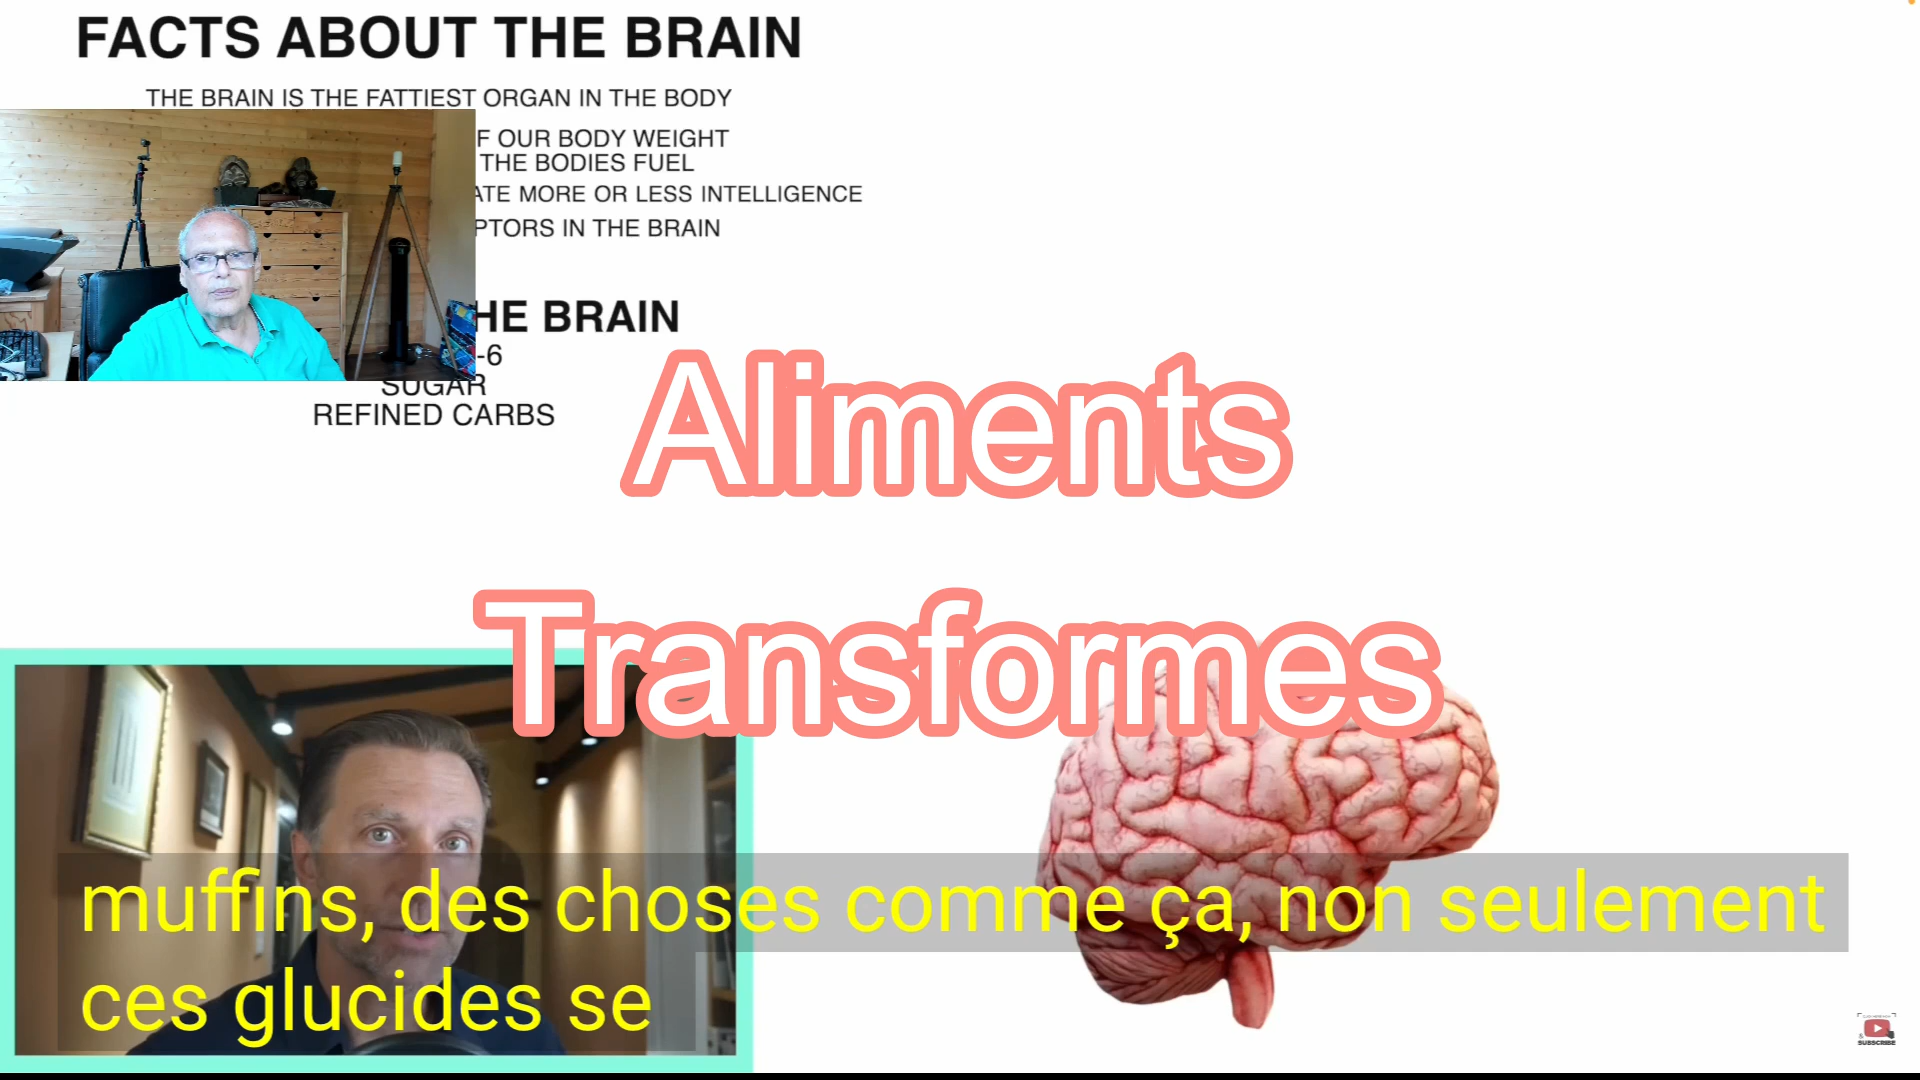 FACTS ABOUT THE BRAIN
THE BRAIN IS THE FATTIEST ORGAN IN THE BODY
F OUR BODY WEIGHT
THE BODIES FUEL
ATE MORE OR LESS INTELLIGENCE
PTORS IN THE BRAIN
HE BRAIN
-6
SUGAR
REFINED CARBS
Aliments
Transformes
muffins, des choses comme ça, non seulement
ces glucides se
SUBSCRIBE